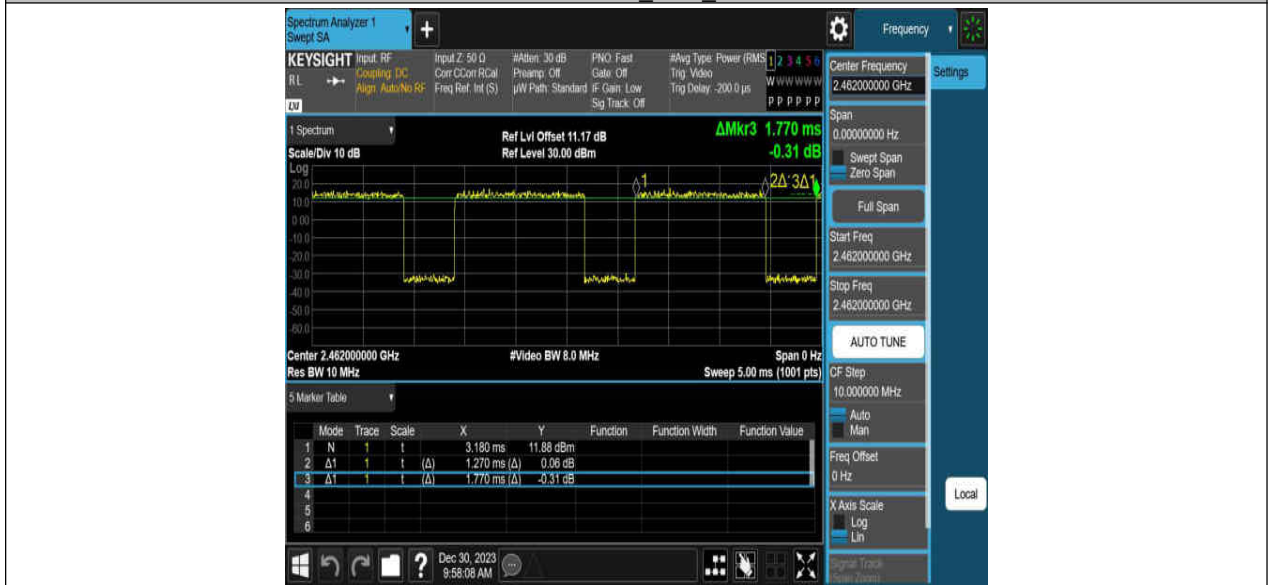 Spectrum Analyzer 1
Swept SA
+
Frequency
KEYSIGHT
RL
LXI
Input: RF
Coupling: DC
Align: Auto/No RF
Input Z: 50 Ω
Corr CCorr RCal
Freq Ref: Int (S)
#Atten: 30 dB
Preamp: Off
µW Path: Standard
PNO: Fast
Gate: Off
IF Gain: Low
Sig Track: Off
#Avg Type: Power (RMS
Trig: Video
Trig Delay: -200.0 µs
1 2 3 4 5 6
W W W W W W
P P P P P P
Center Frequency
2.462000000 GHz
Settings
1 Spectrum
Scale/Div 10 dB
Ref Lvl Offset 11.17 dB
Ref Level 30.00 dBm
ΔMkr3 1.770 ms
-0.31 dB
Span
0.00000000 Hz
Swept Span
Zero Span
Full Span
Start Freq
2.462000000 GHz
Stop Freq
2.462000000 GHz
AUTO TUNE
CF Step
10.000000 MHz
Auto
Man
Freq Offset
0 Hz
X Axis Scale
Log
Lin
Signal Track
(Span Zoom)
Local
Log
20.0
10.0
0.00
-10.0
-20.0
-30.0
-40.0
-50.0
-60.0
1
2Δ 3Δ1
Center 2.462000000 GHz
#Video BW 8.0 MHz
Span 0 Hz
Res BW 10 MHz
Sweep 5.00 ms (1001 pts)
5 Marker Table
Mode Trace Scale X Y Function Function Width Function Value
1 N 1 t 3.180 ms 11.88 dBm
2 Δ1 1 t (Δ) 1.270 ms (Δ) 0.06 dB
3 Δ1 1 t (Δ) 1.770 ms (Δ) -0.31 dB
4
5
6
?
Dec 30, 2023
9:58:08 AM